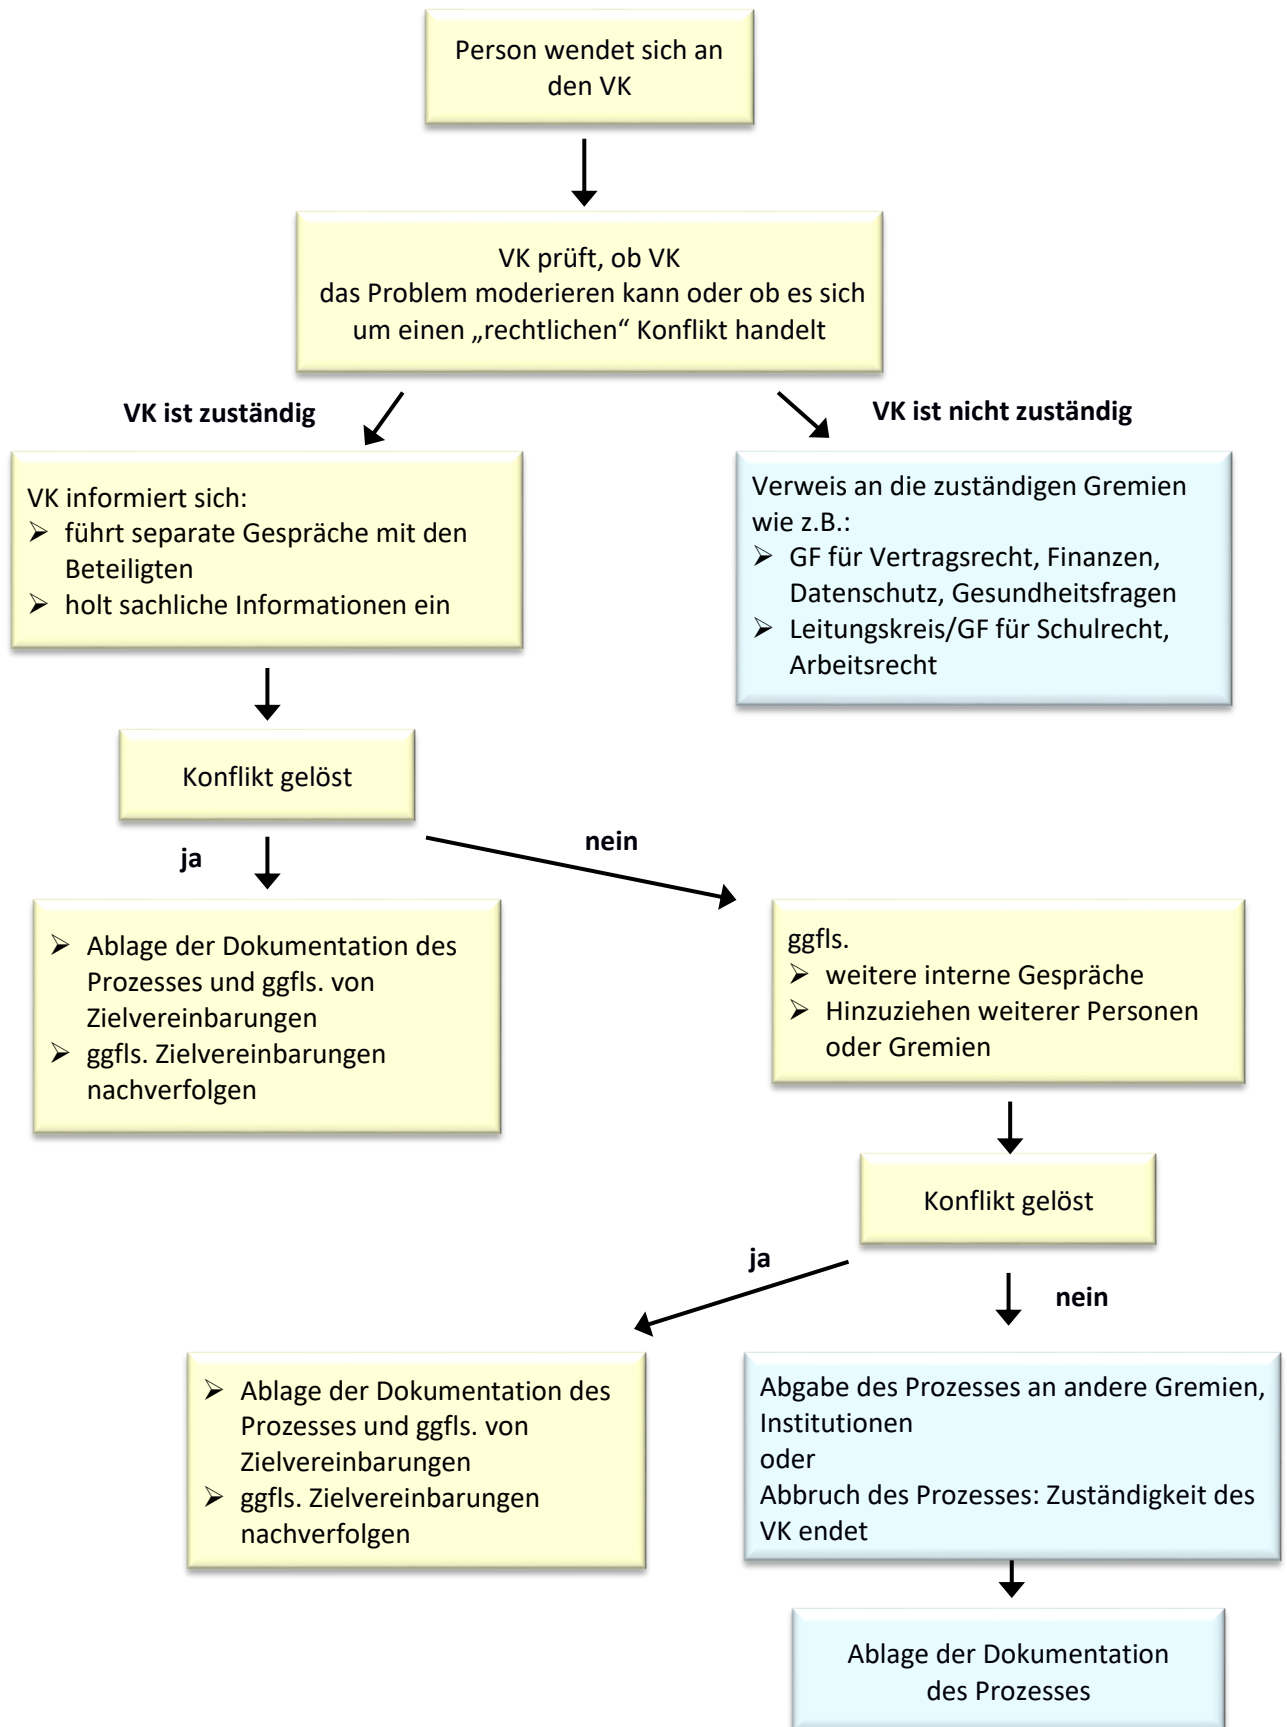 Person wendet sich an
den VK
VK prüft, ob VK
das Problem moderieren kann oder ob es sich
um einen „rechtlichen“ Konflikt handelt
VK ist zuständig
VK ist nicht zuständig
VK informiert sich:
➢ führt separate Gespräche mit den
Beteiligten
➢ holt sachliche Informationen ein
Verweis an die zuständigen Gremien
wie z.B.:
➢ GF für Vertragsrecht, Finanzen,
Datenschutz, Gesundheitsfragen
➢ Leitungskreis/GF für Schulrecht,
Arbeitsrecht
Konflikt gelöst
ja
nein
➢ Ablage der Dokumentation des
Prozesses und ggfls. von
Zielvereinbarungen
➢ ggfls. Zielvereinbarungen
nachverfolgen
ggfls.
➢ weitere interne Gespräche
➢ Hinzuziehen weiterer Personen
oder Gremien
Konflikt gelöst
ja
nein
➢ Ablage der Dokumentation des
Prozesses und ggfls. von
Zielvereinbarungen
➢ ggfls. Zielvereinbarungen
nachverfolgen
Abgabe des Prozesses an andere Gremien,
Institutionen
oder
Abbruch des Prozesses: Zuständigkeit des
VK endet
Ablage der Dokumentation
des Prozesses